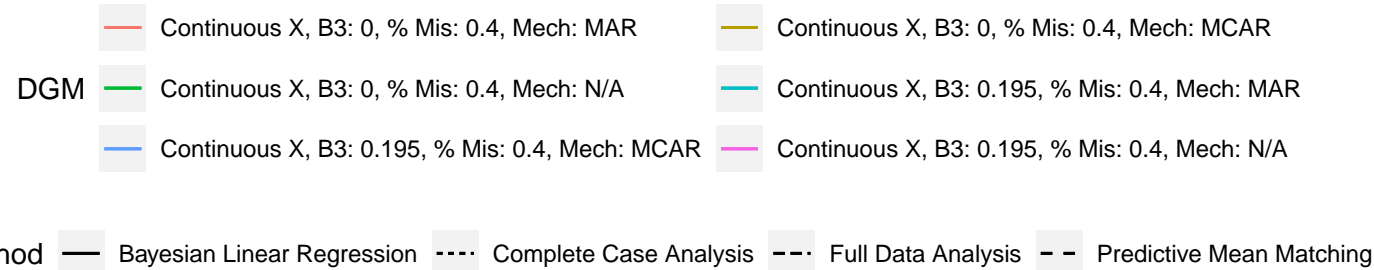 Continuous X, B3: 0, % Mis: 0.4, Mech: MAR Continuous X, B3: 0, % Mis: 0.4, Mech: MCAR
DGM Continuous X, B3: 0, % Mis: 0.4, Mech: N/A Continuous X, B3: 0.195, % Mis: 0.4, Mech: MAR
Continuous X, B3: 0.195, % Mis: 0.4, Mech: MCAR Continuous X, B3: 0.195, % Mis: 0.4, Mech: N/A
Bayesian Linear Regression Complete Case Analysis Full Data Analysis Predictive Mean Matching